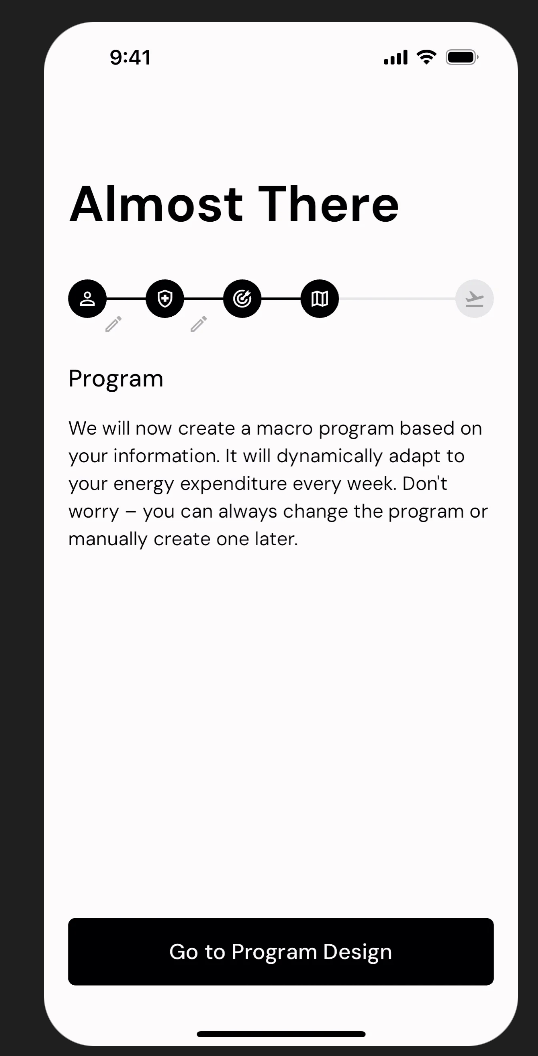 9:41
Almost There
Program
We will now create a macro program based on
your information. It will dynamically adapt to
your energy expenditure every week. Don't
worry – you can always change the program or
manually create one later.
Go to Program Design